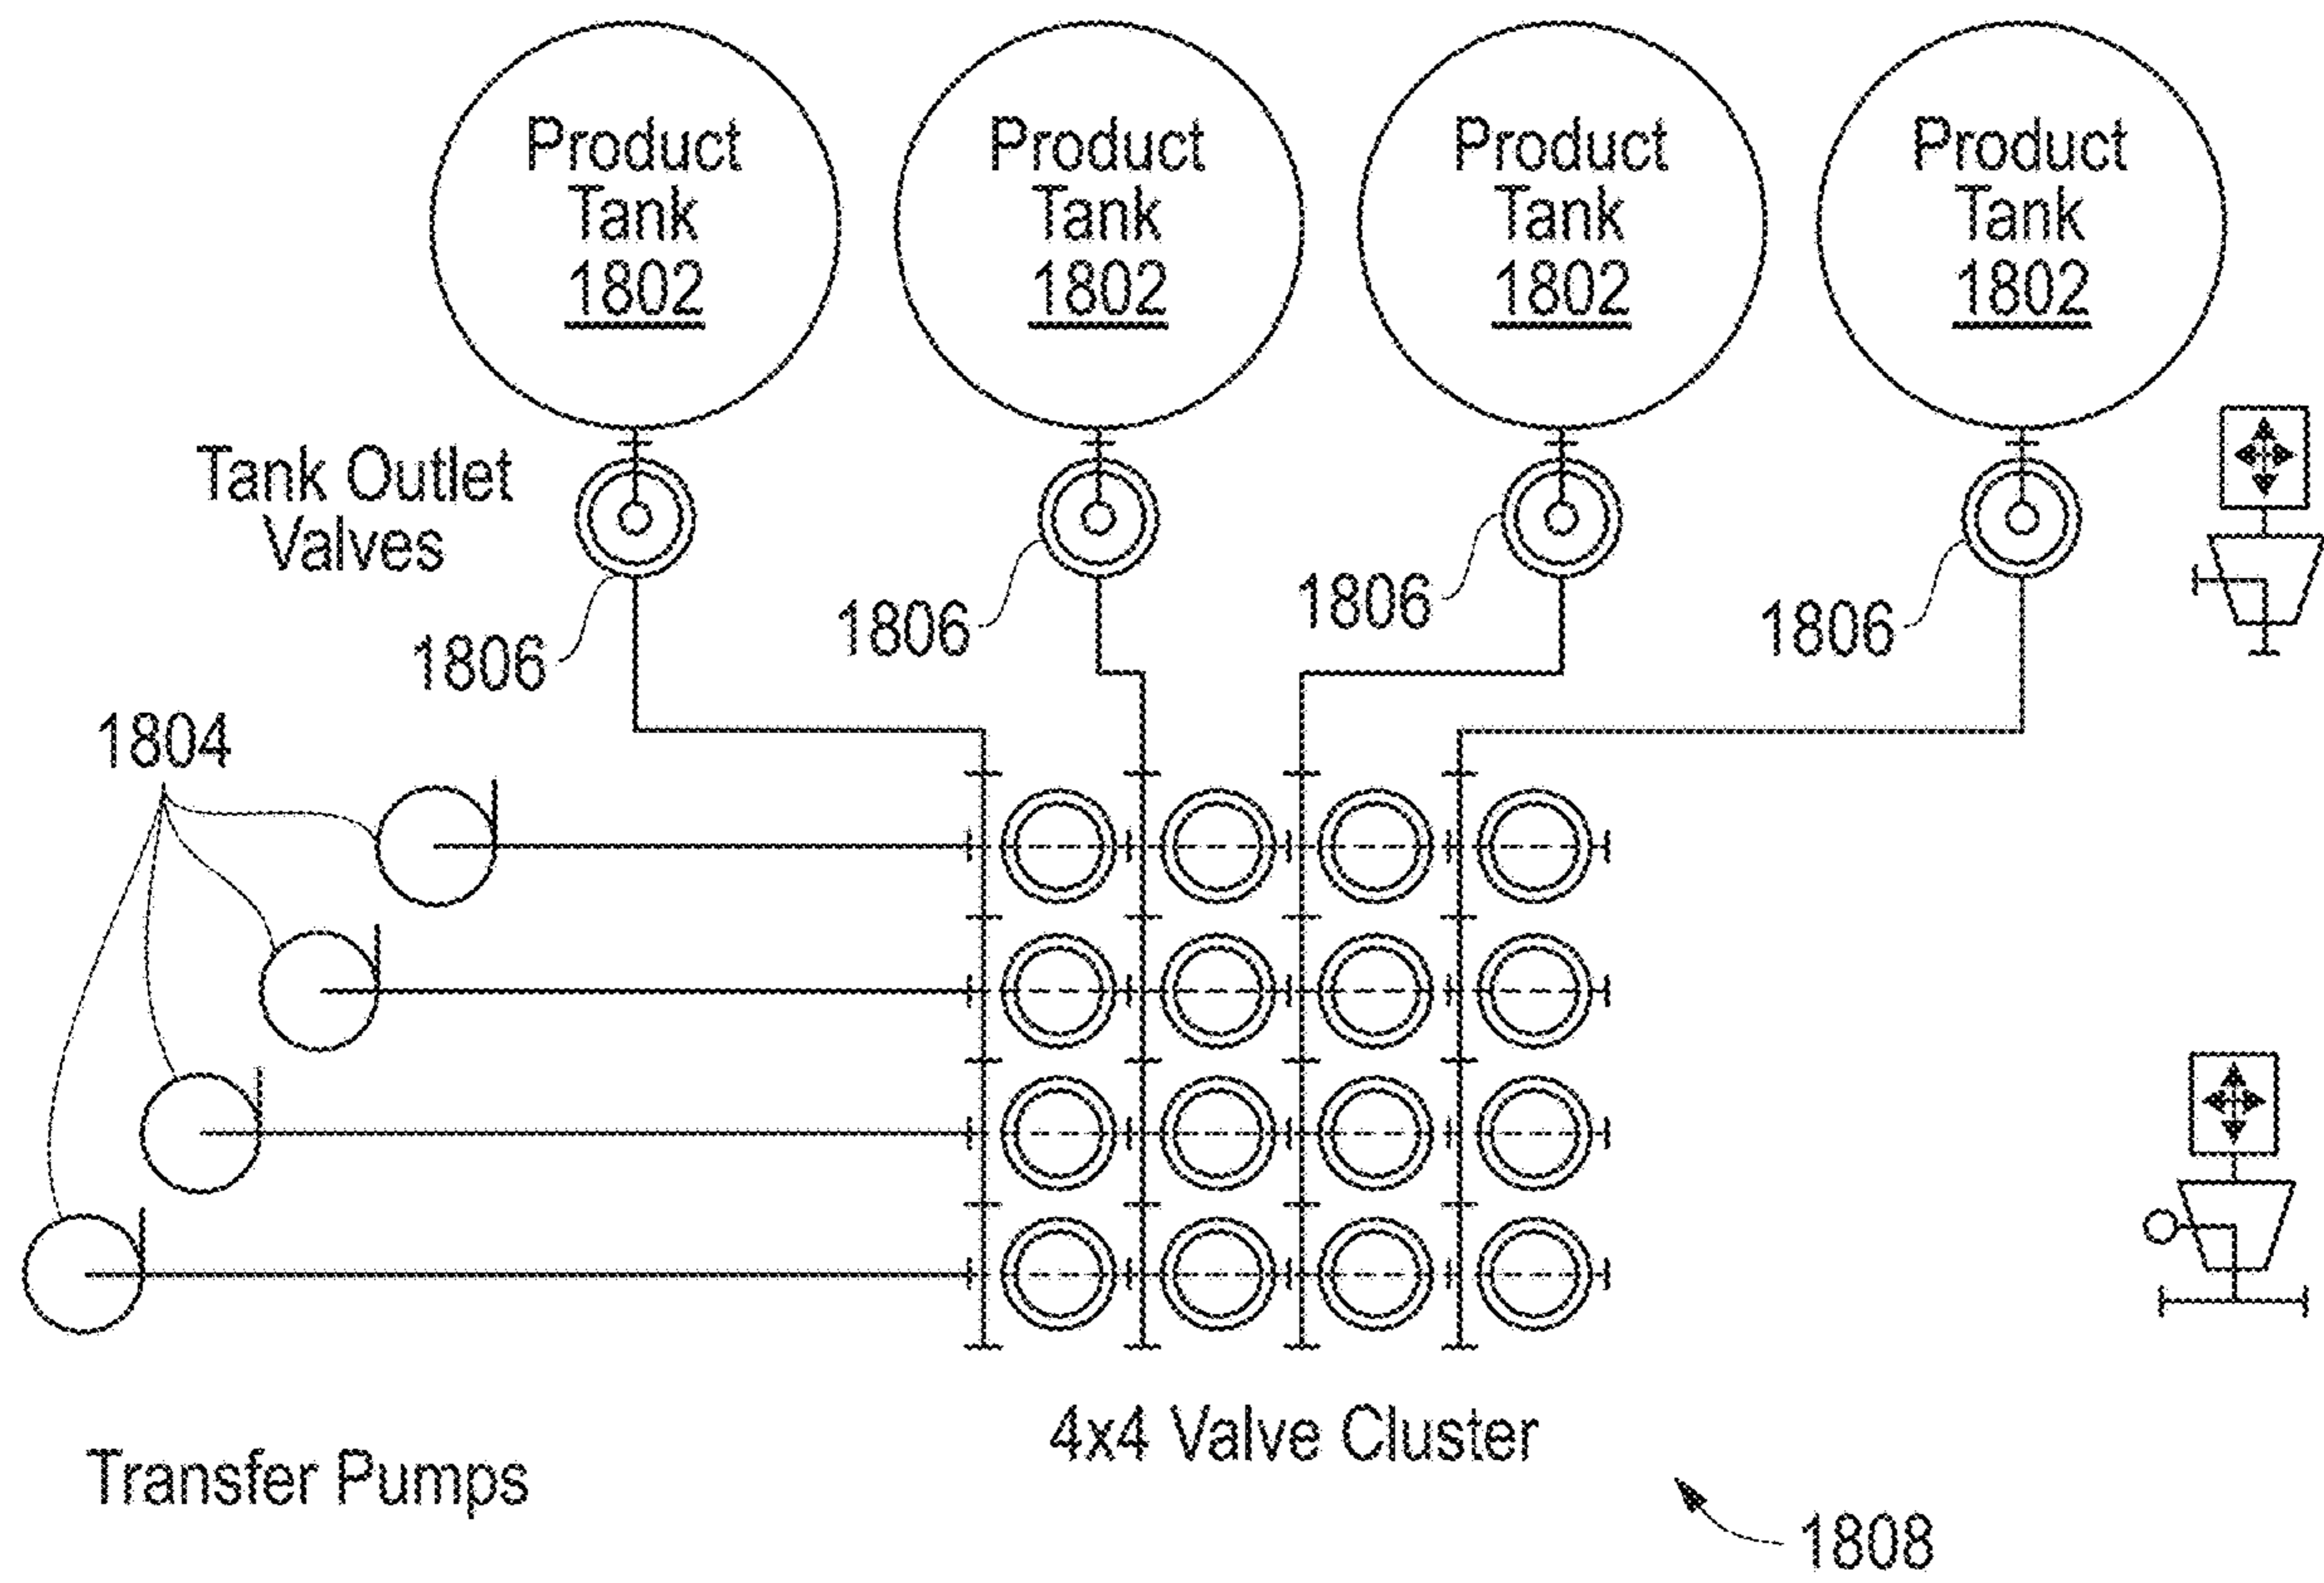 Product
Tank
1802
Product
Tank
1802
Product
Tank
1802
Product
Tank
1802
Tank Outlet
Valves
1806
1806
1806
1806
1804
4x4 Valve Cluster
Transfer Pumps
1808